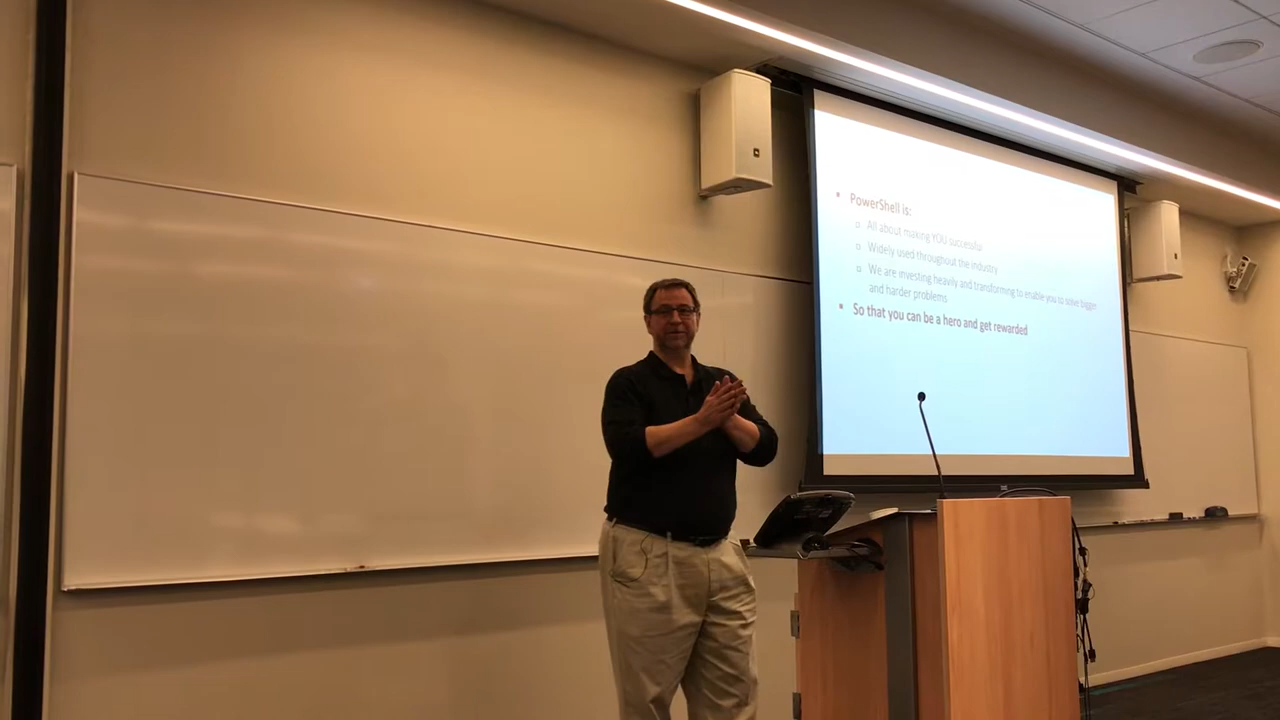 • PowerShell is:
▫ All about making YOU successful
▫ Widely used throughout the industry
▫ We are investing heavily and transforming to enable you to solve bigger
and harder problems
• So that you can be a hero and get rewarded